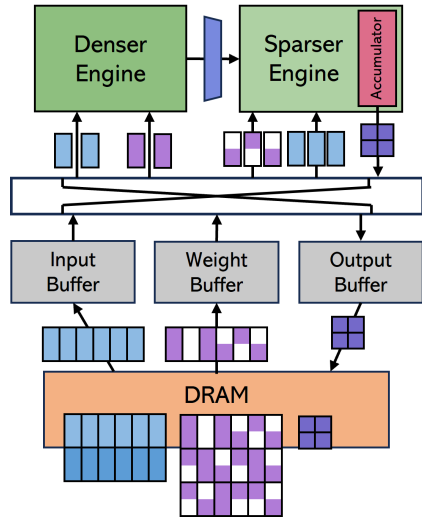 Denser
Engine
Sparser
Engine
Accumulator
Input
Buffer
Weight
Buffer
Output
Buffer
DRAM